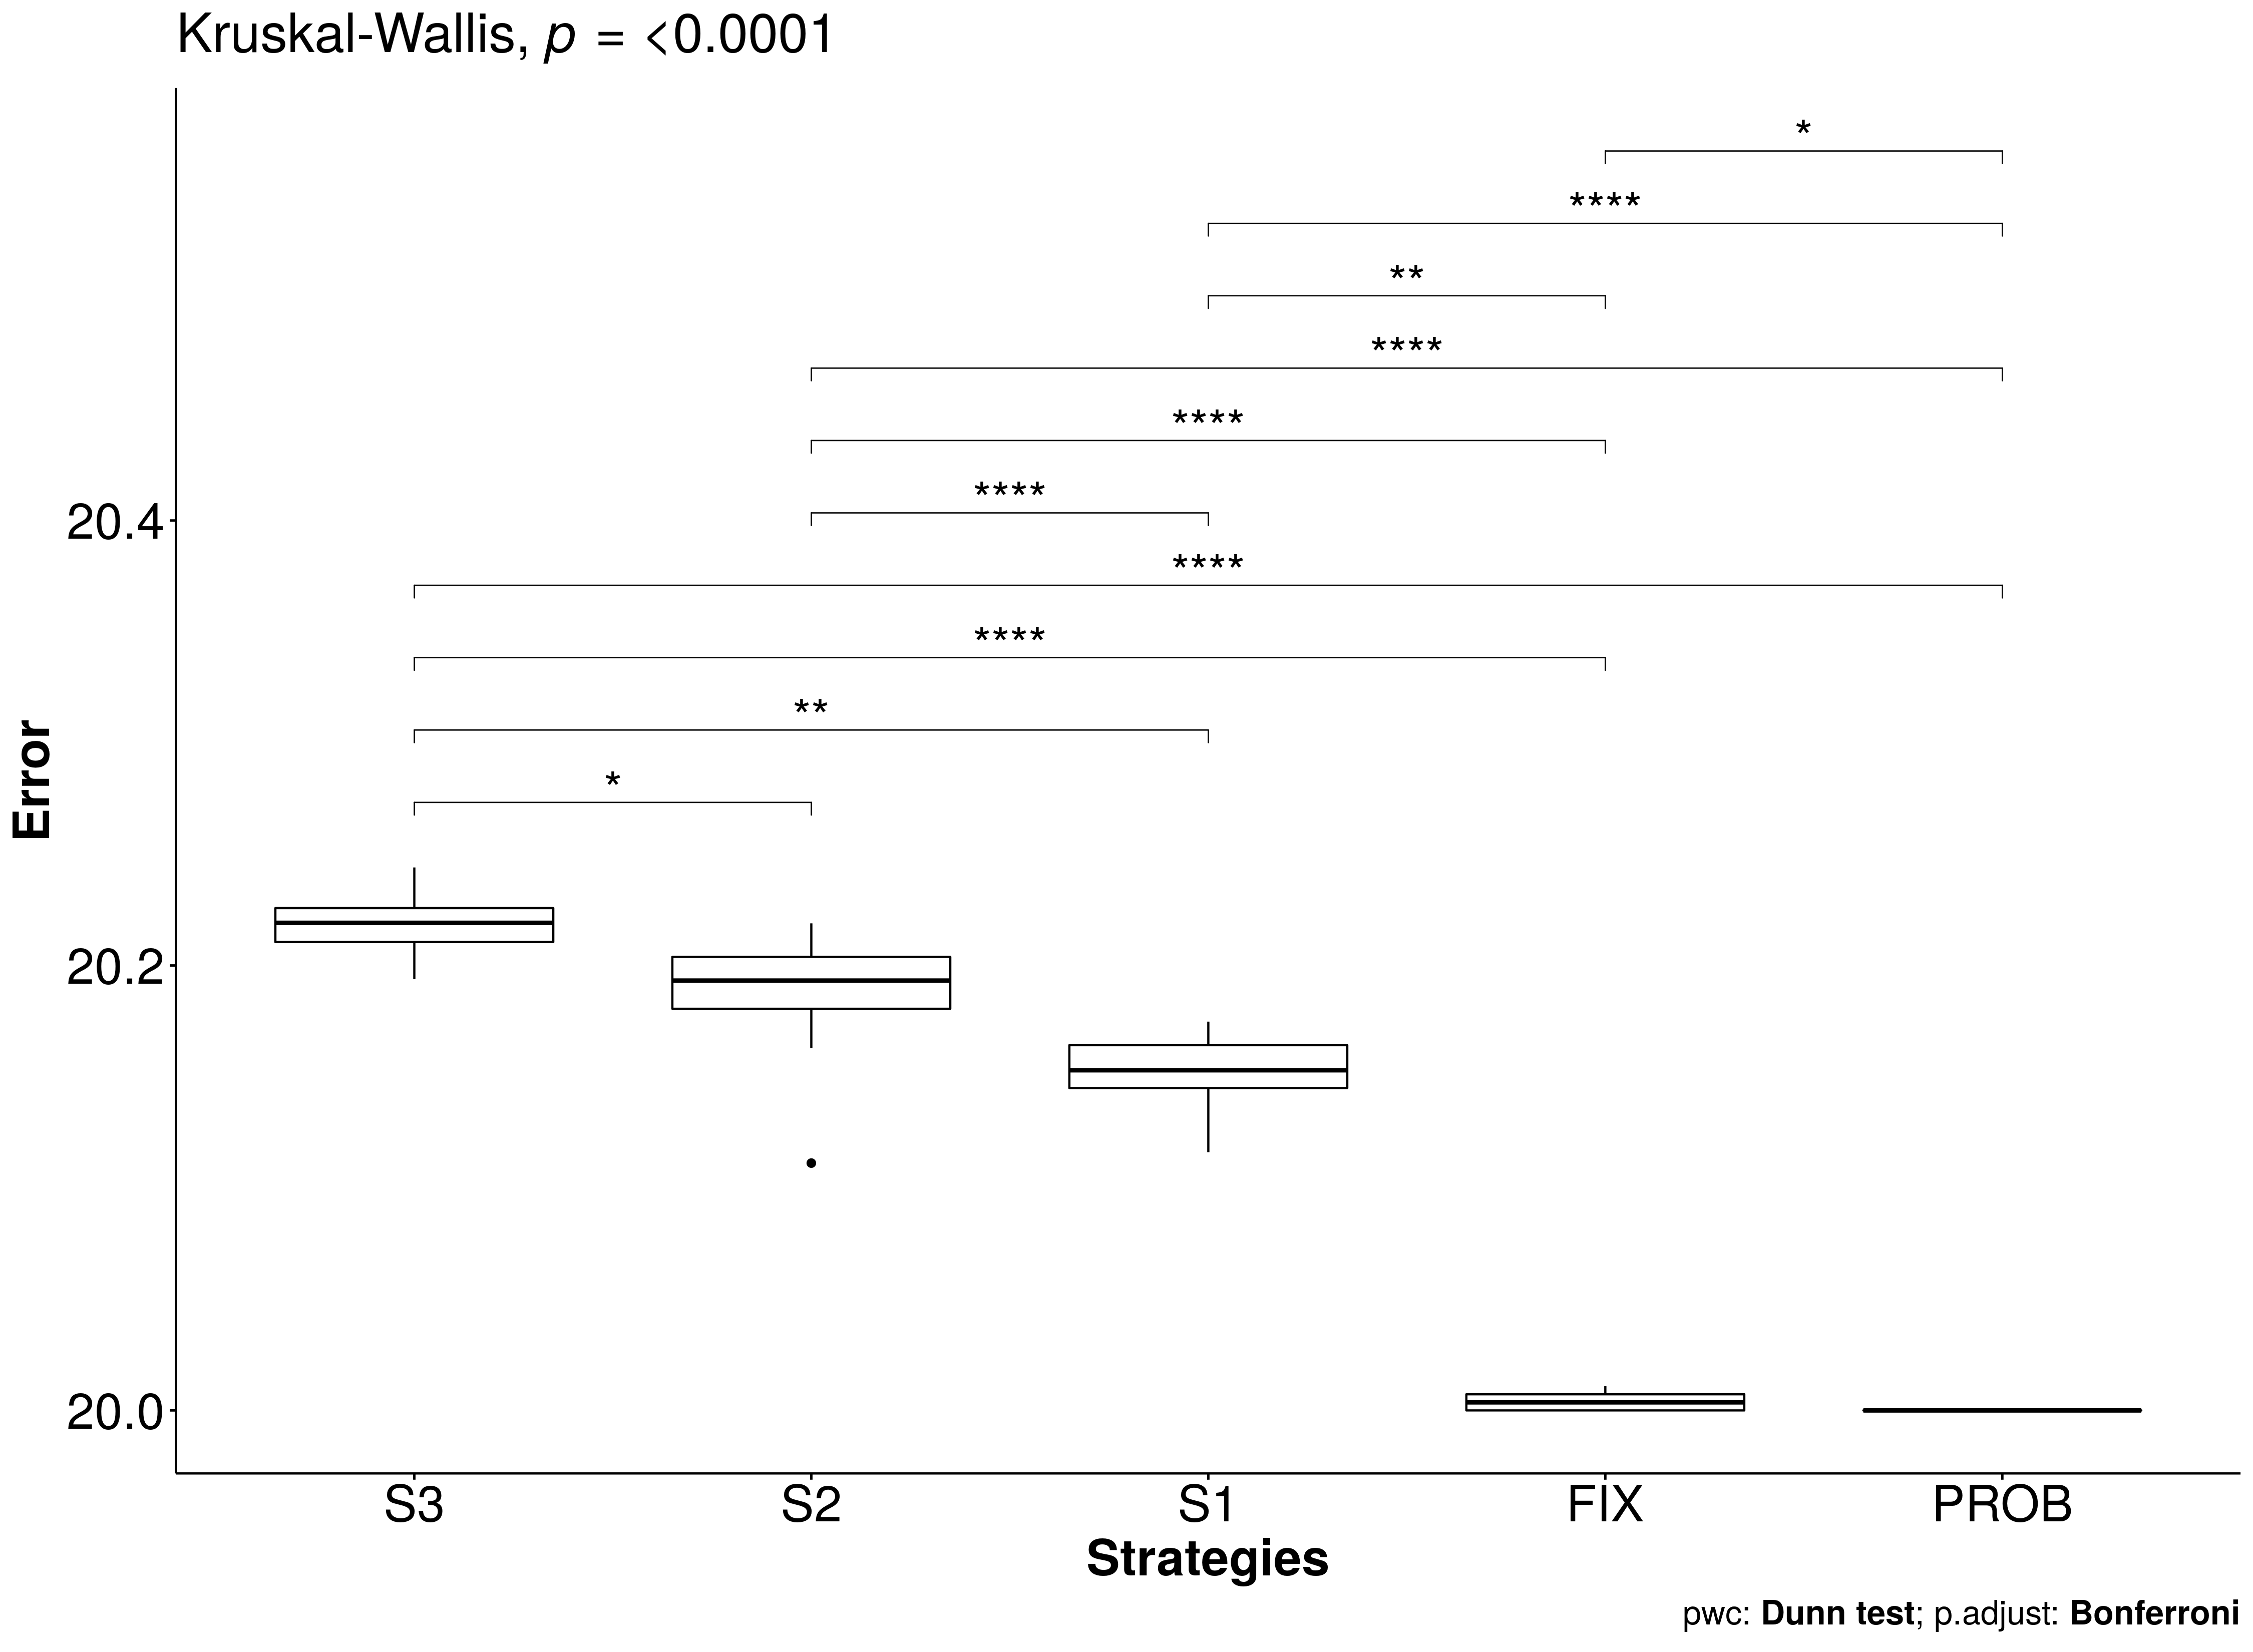 Kruskal-Wallis, p = <0.0001
*
****
**
****
****
****
****
****
**
*
Error
20.4
20.2
20.0
S3 S2 S1 FIX PROB
Strategies
pwc: Dunn test; p.adjust: Bonferroni